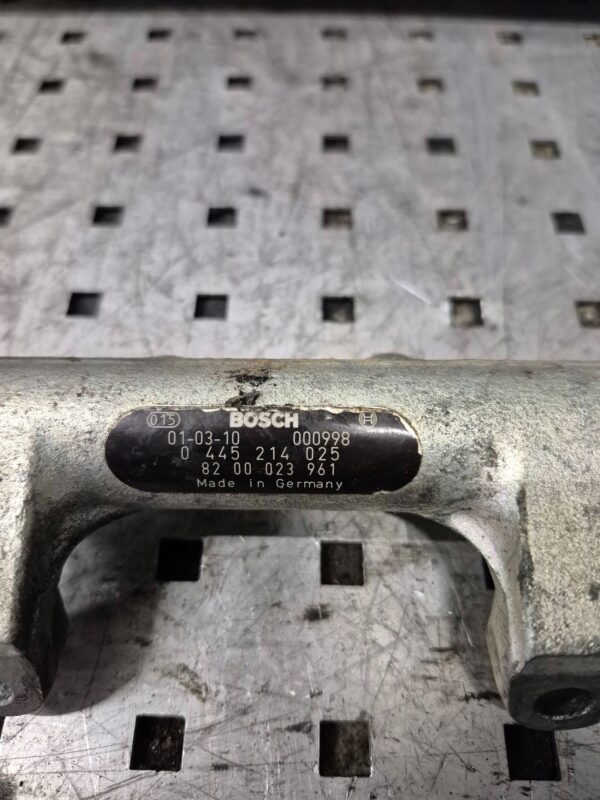 015 BOSCH
01-03-10 000998
0 445 214 025
82 00 023 961
Made in Germany